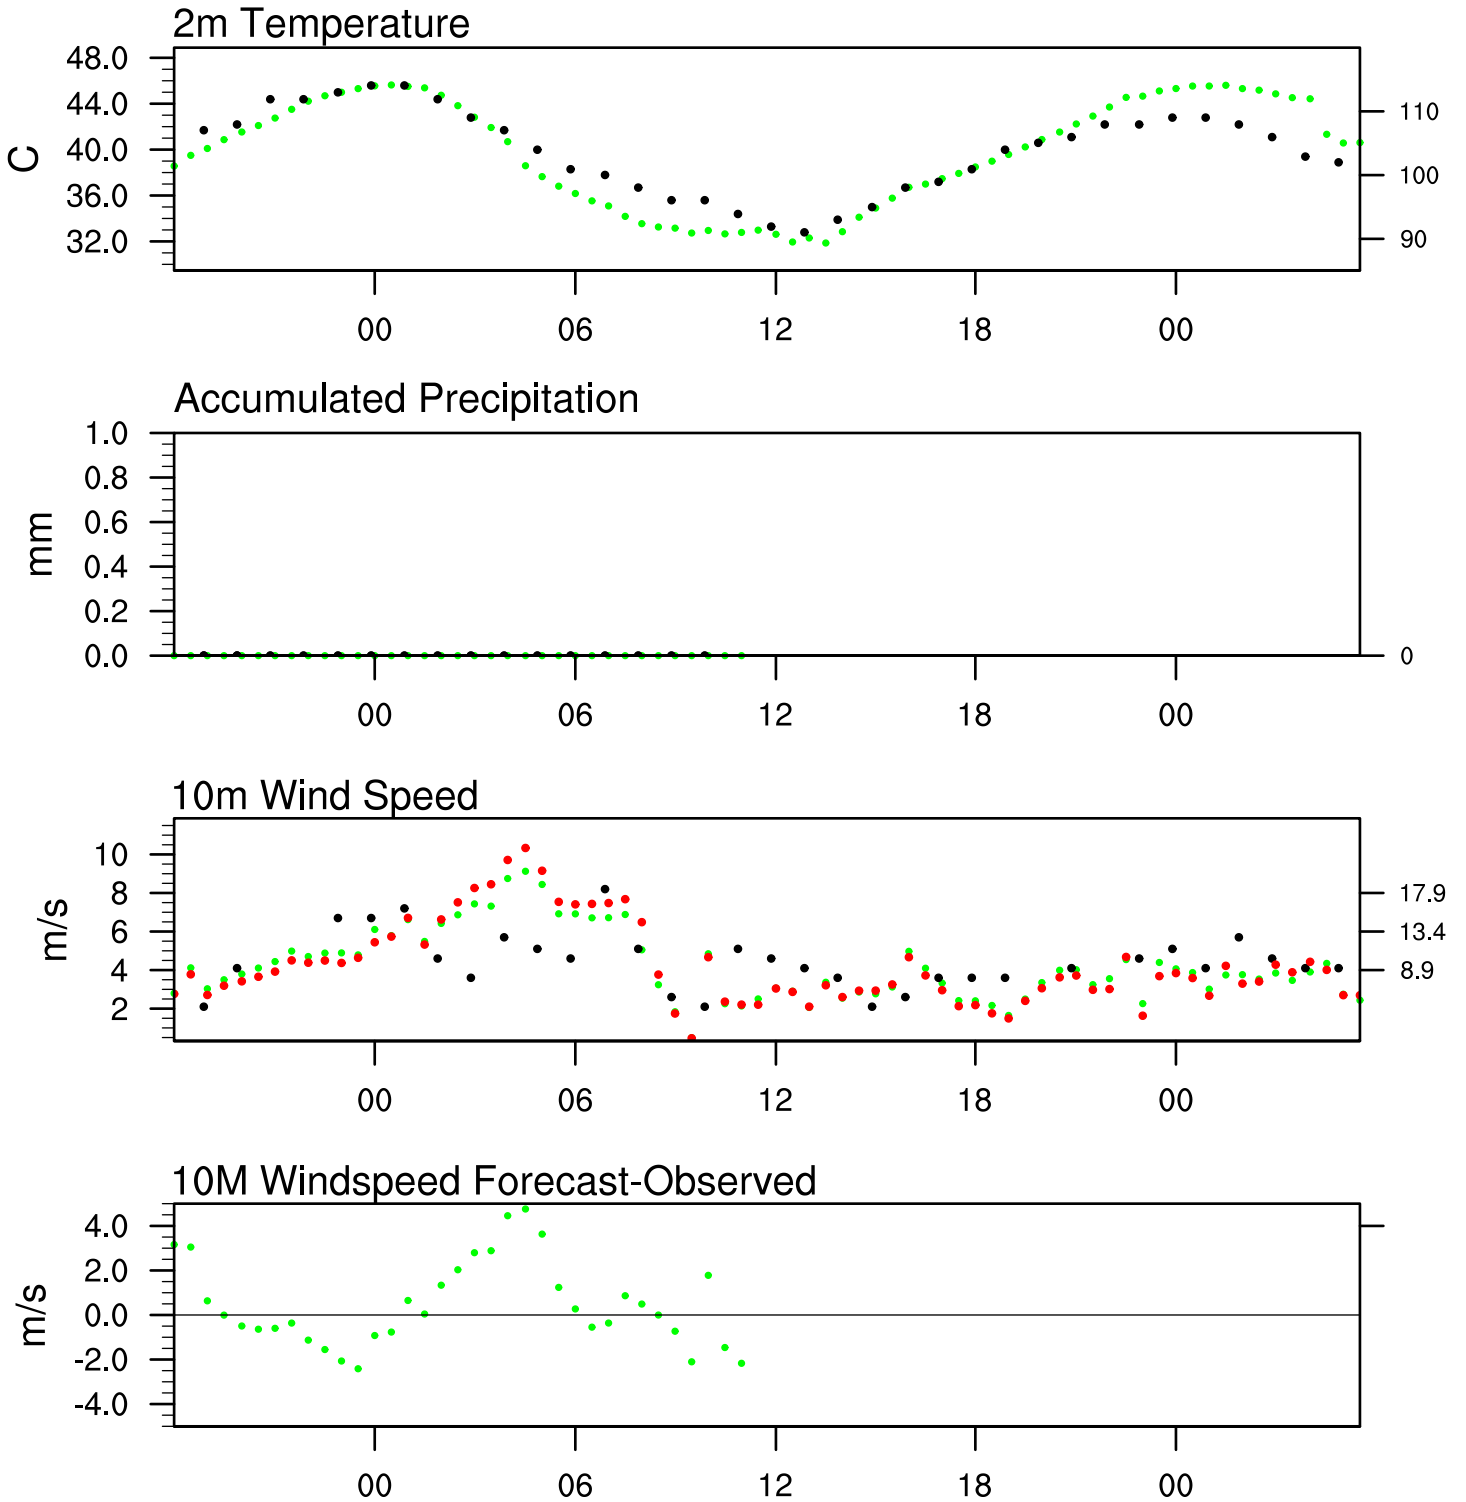 2m Temperature
48.0
44.0
40.0
36.0
32.0
C
110
100
90
00 06 12 18 00
Accumulated Precipitation
1.0
0.8
0.6
0.4
0.2
0.0
mm
0
00 06 12 18 00
10m Wind Speed
10
8
6
4
2
m/s
17.9
13.4
8.9
00 06 12 18 00
10M Windspeed Forecast-Observed
4.0
2.0
0.0
-2.0
-4.0
m/s
00 06 12 18 00